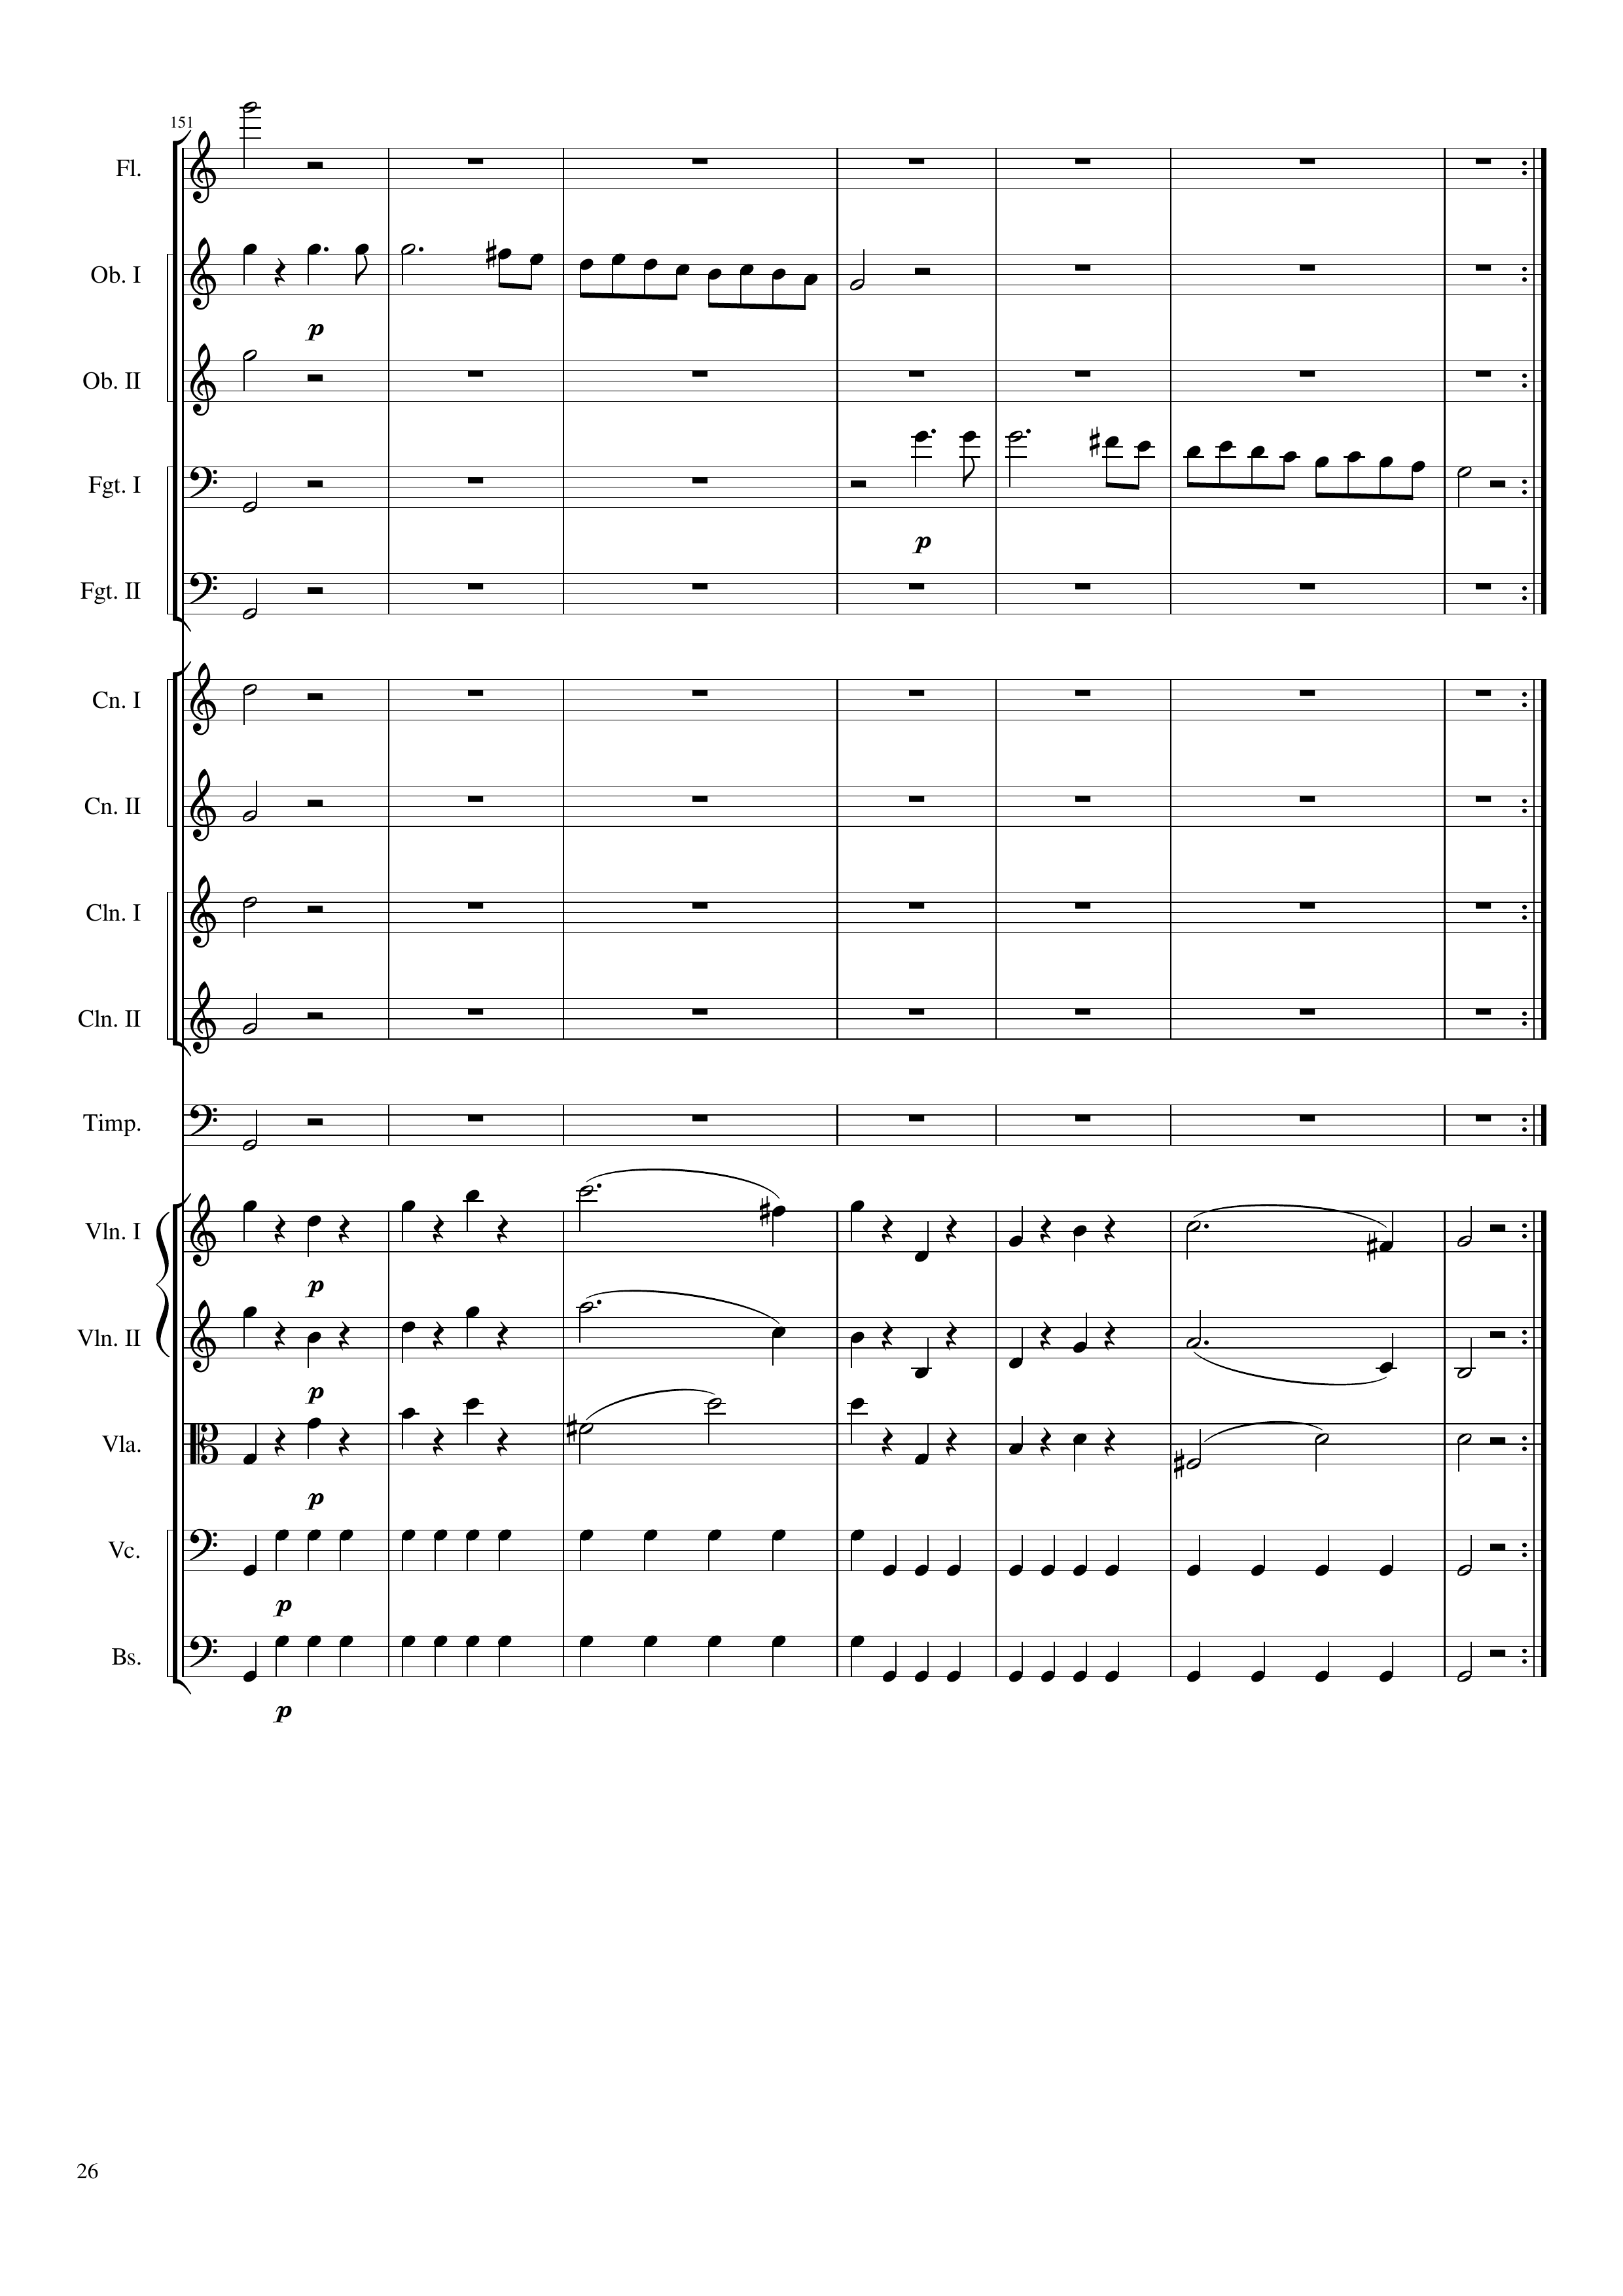 151
Fl.
Ob. I
p
Ob. II
Fgt. I
p
Fgt. II
Cn. I
Cn. II
Cln. I
Cln. II
Timp.
Vln. I
p
Vln. II
p
Vla.
p
Vc.
p
Bs.
p
26